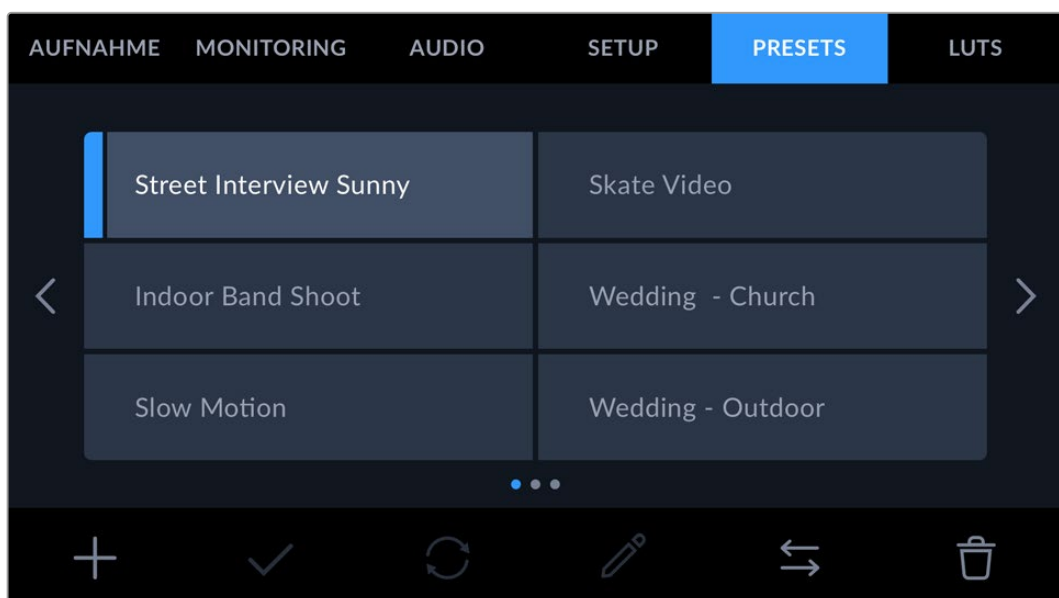 AUFNAHME MONITORING AUDIO SETUP PRESETS LUTS
Street Interview Sunny
Skate Video
Indoor Band Shoot
Wedding - Church
Slow Motion
Wedding - Outdoor